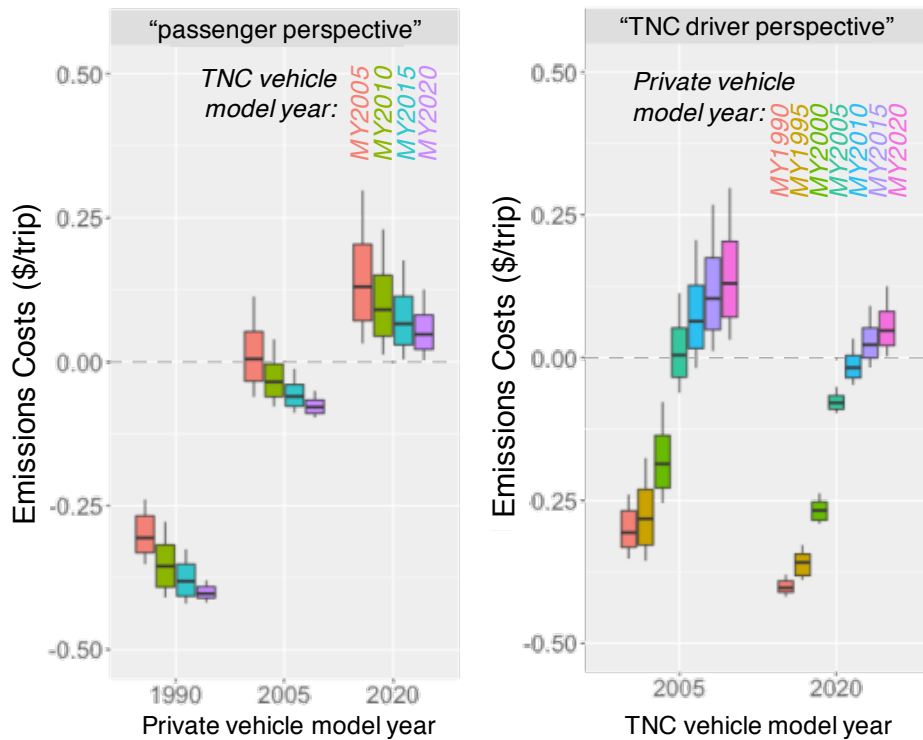 “passenger perspective”
TNC vehicle
model year:
MY2005
MY2010
MY2015
MY2020
Emissions Costs ($/trip)
0.50
0.25
0.00
-0.25
-0.50
1990 2005 2020
Private vehicle model year
“TNC driver perspective”
Private vehicle
model year:
MY1990
MY1995
MY2000
MY2005
MY2010
MY2015
MY2020
Emissions Costs ($/trip)
0.50
0.25
0.00
-0.25
-0.50
2005 2020
TNC vehicle model year